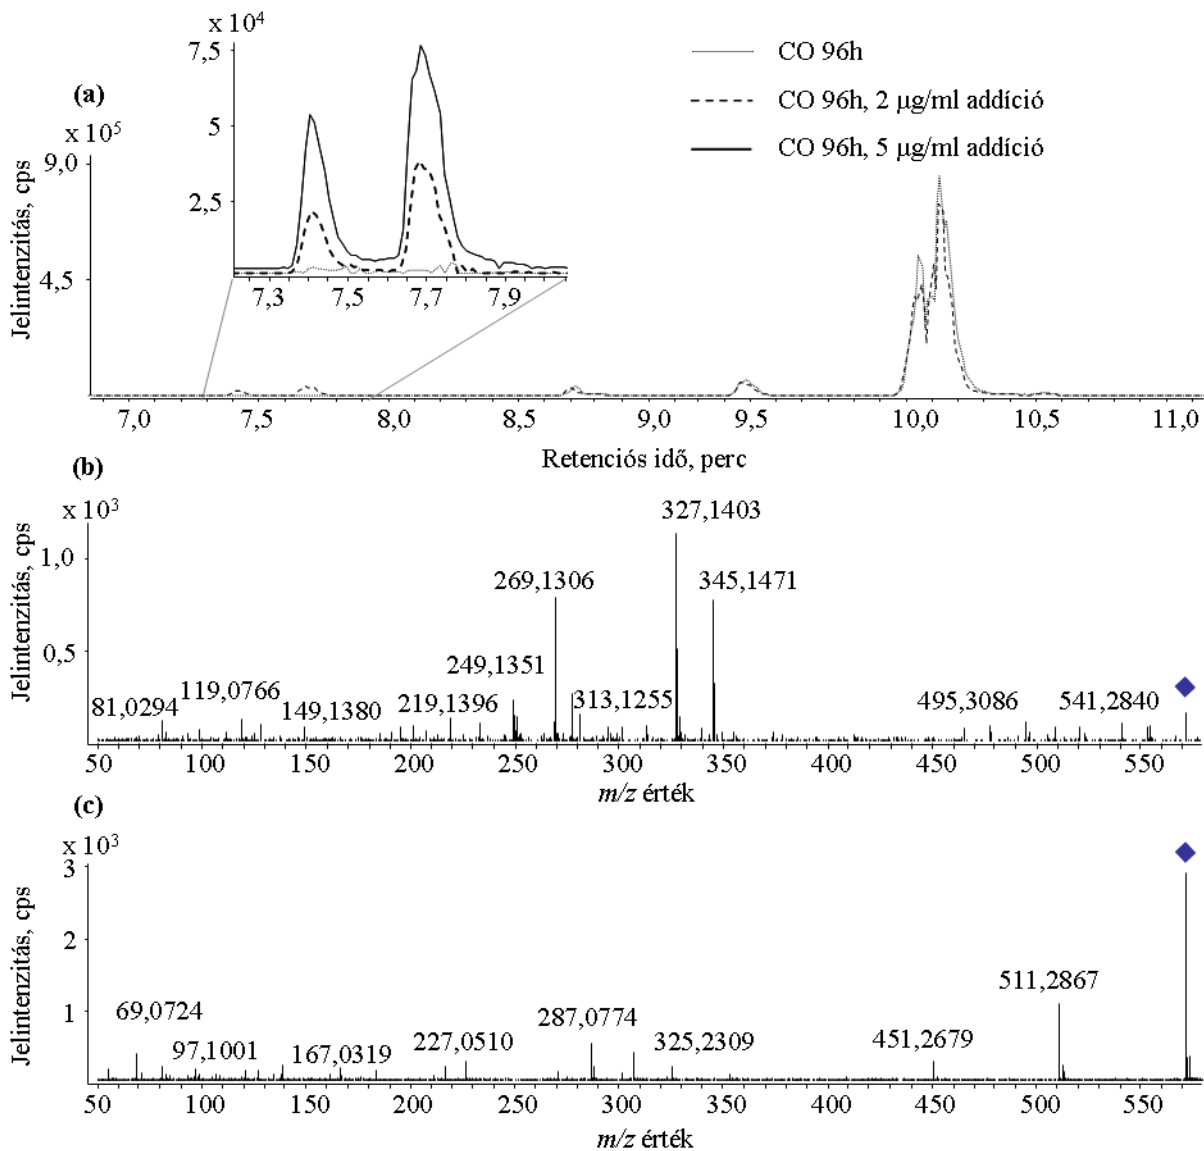 (a)
x 10⁵
Jelintenzitás, cps
9,0
4,5
x 10⁴
7,5
5
2,5
7,3 7,5 7,7 7,9
CO 96h
CO 96h, 2 µg/ml addíció
CO 96h, 5 µg/ml addíció
7,0 7,5 8,0 8,5 9,0 9,5 10,0 10,5 11,0
Retenciós idő, perc
(b)
x 10³
Jelintenzitás, cps
1,0
0,5
327,1403
269,1306 345,1471
249,1351
81,0294 119,0766 149,1380 219,1396 313,1255 495,3086 541,2840
50 100 150 200 250 300 350 400 450 500 550
m/z érték
(c)
x 10³
Jelintenzitás, cps
3
2
1
511,2867
69,0724 287,0774
97,1001 167,0319 227,0510 325,2309 451,2679
50 100 150 200 250 300 350 400 450 500 550
m/z érték